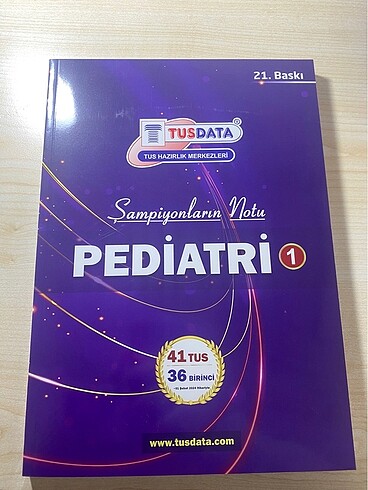 21. Baskı
TUSDATA
TUS HAZIRLIK MERKEZLERİ
Şampiyonların Notu
PEDİATRİ 1
41 TUS
36 BİRİNCİ
www.tusdata.com